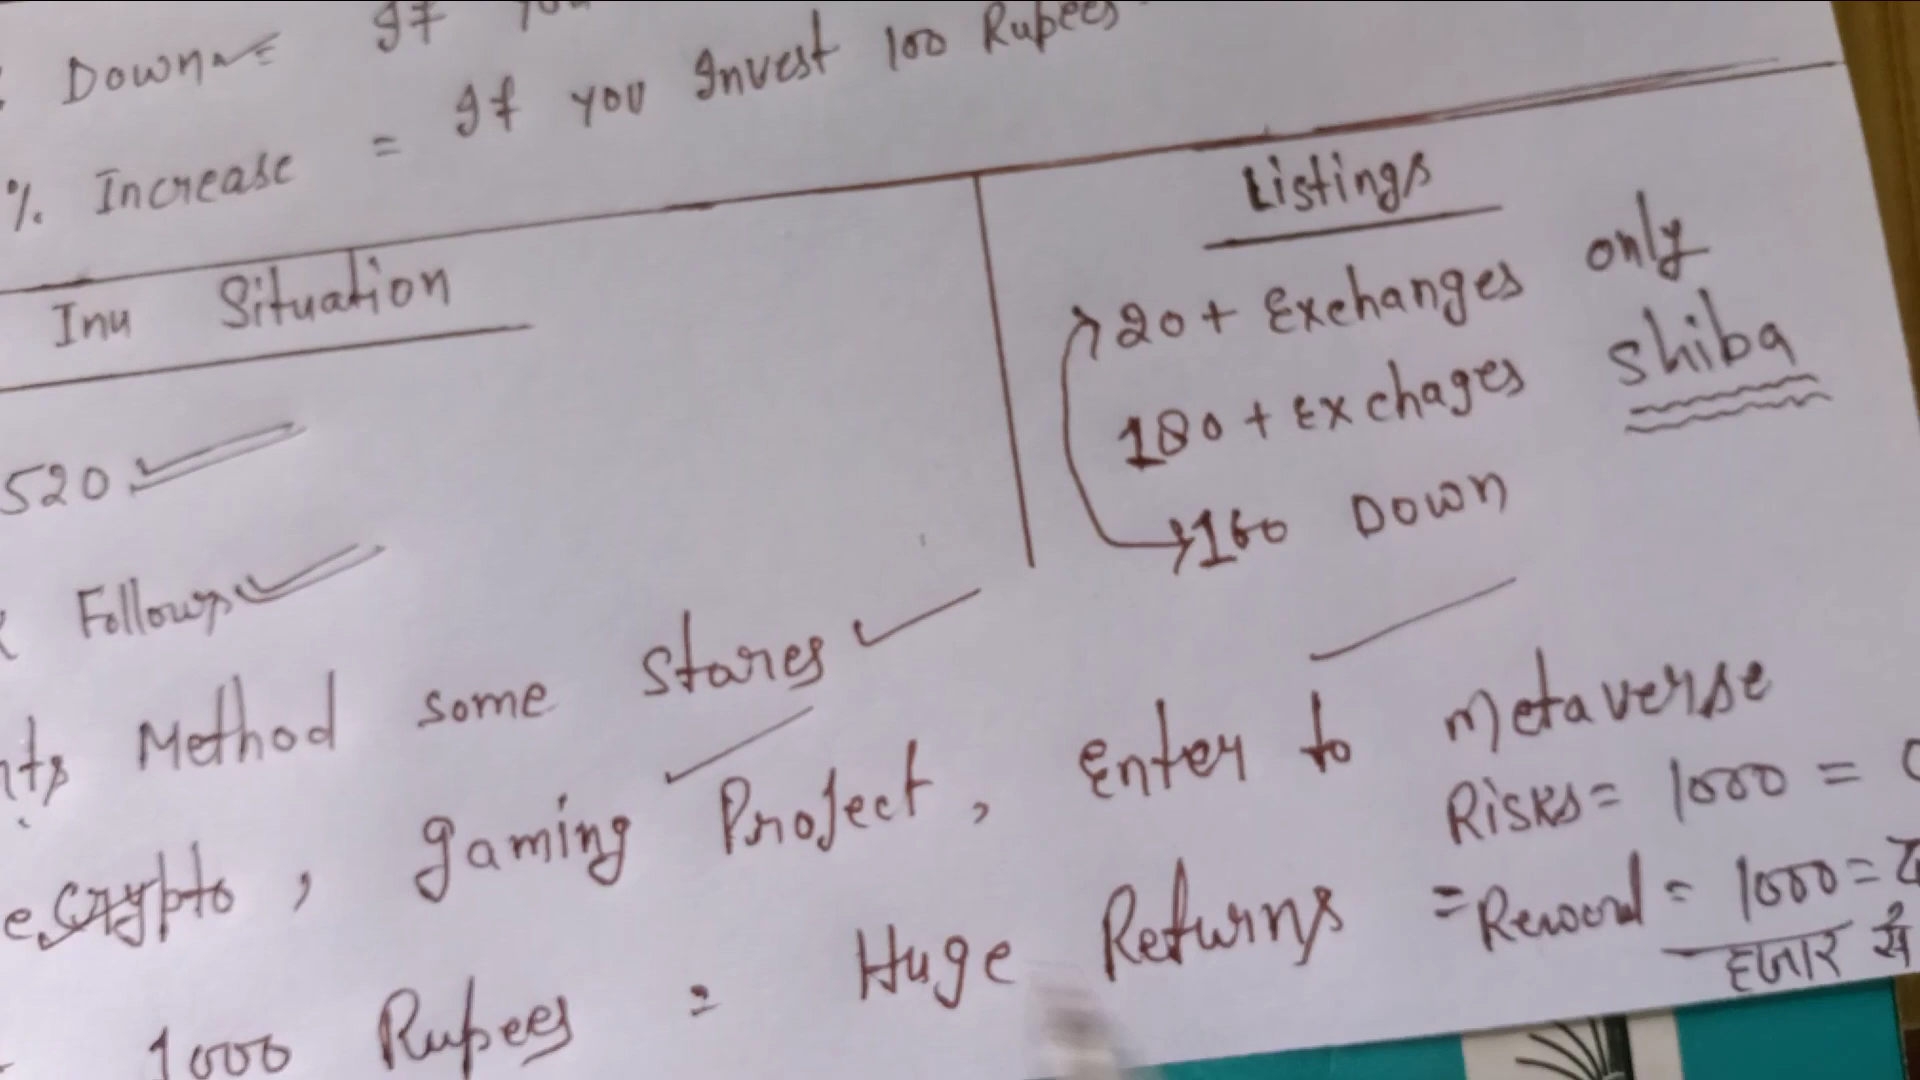 Down = If you
% Increase = If you Invest 100 Rupees
Inu Situation
Listings
520
20+ Exchanges only
180+ Exchages Shiba
160 Down
Follows
Method some stores
Crypto, gaming Project, Enter to metaverse
Risks = 1000 =
1000 Rupees = Huge Returns = Reword = 1000 =
हजार से